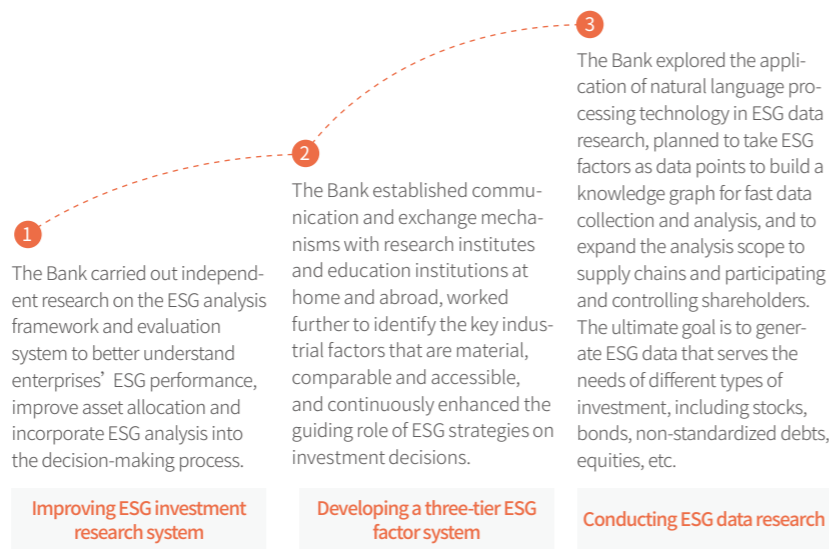 1
The Bank carried out independ-
ent research on the ESG analysis
framework and evaluation
system to better understand
enterprises’ ESG performance,
improve asset allocation and
incorporate ESG analysis into
the decision-making process.
Improving ESG investment
research system
2
The Bank established commu-
nication and exchange mecha-
nisms with research institutes
and education institutions at
home and abroad, worked
further to identify the key indus-
trial factors that are material,
comparable and accessible,
and continuously enhanced the
guiding role of ESG strategies on
investment decisions.
Developing a three-tier ESG
factor system
3
The Bank explored the appli-
cation of natural language pro-
cessing technology in ESG data
research, planned to take ESG
factors as data points to build a
knowledge graph for fast data
collection and analysis, and to
expand the analysis scope to
supply chains and participating
and controlling shareholders.
The ultimate goal is to gener-
ate ESG data that serves the
needs of different types of
investment, including stocks,
bonds, non-standardized debts,
equities, etc.
Conducting ESG data research